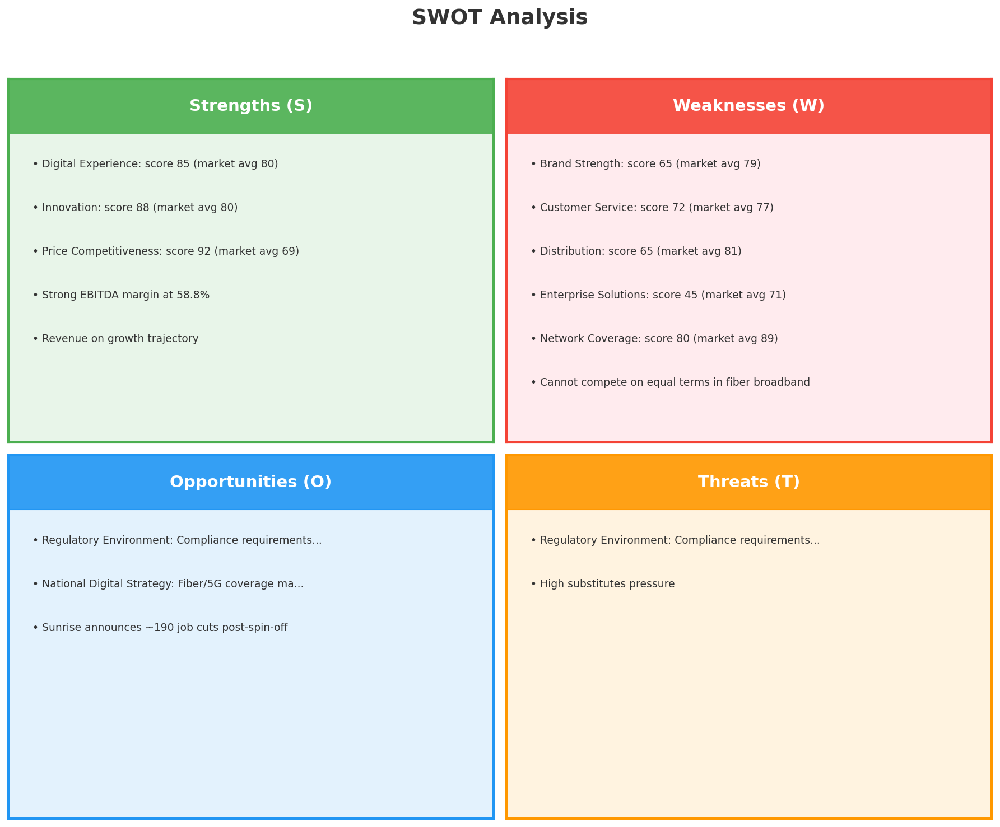 SWOT Analysis
Strengths (S)
• Digital Experience: score 85 (market avg 80)
• Innovation: score 88 (market avg 80)
• Price Competitiveness: score 92 (market avg 69)
• Strong EBITDA margin at 58.8%
• Revenue on growth trajectory
Weaknesses (W)
• Brand Strength: score 65 (market avg 79)
• Customer Service: score 72 (market avg 77)
• Distribution: score 65 (market avg 81)
• Enterprise Solutions: score 45 (market avg 71)
• Network Coverage: score 80 (market avg 89)
• Cannot compete on equal terms in fiber broadband
Opportunities (O)
• Regulatory Environment: Compliance requirements...
• National Digital Strategy: Fiber/5G coverage ma...
• Sunrise announces ~190 job cuts post-spin-off
Threats (T)
• Regulatory Environment: Compliance requirements...
• High substitutes pressure